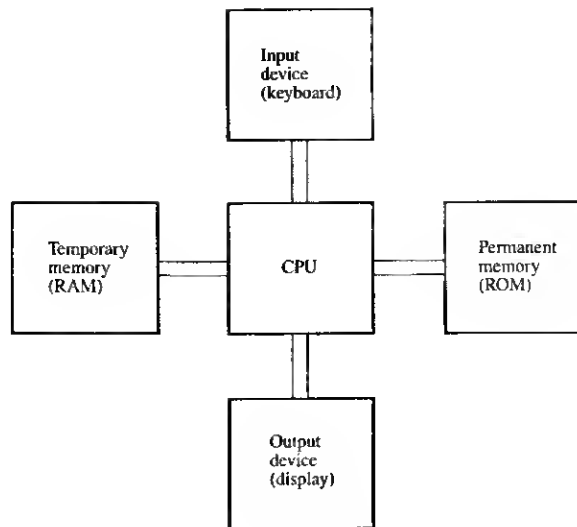 Input
device
(keyboard)
Temporary
memory
(RAM)
CPU
Permanent
memory
(ROM)
Output
device
(display)